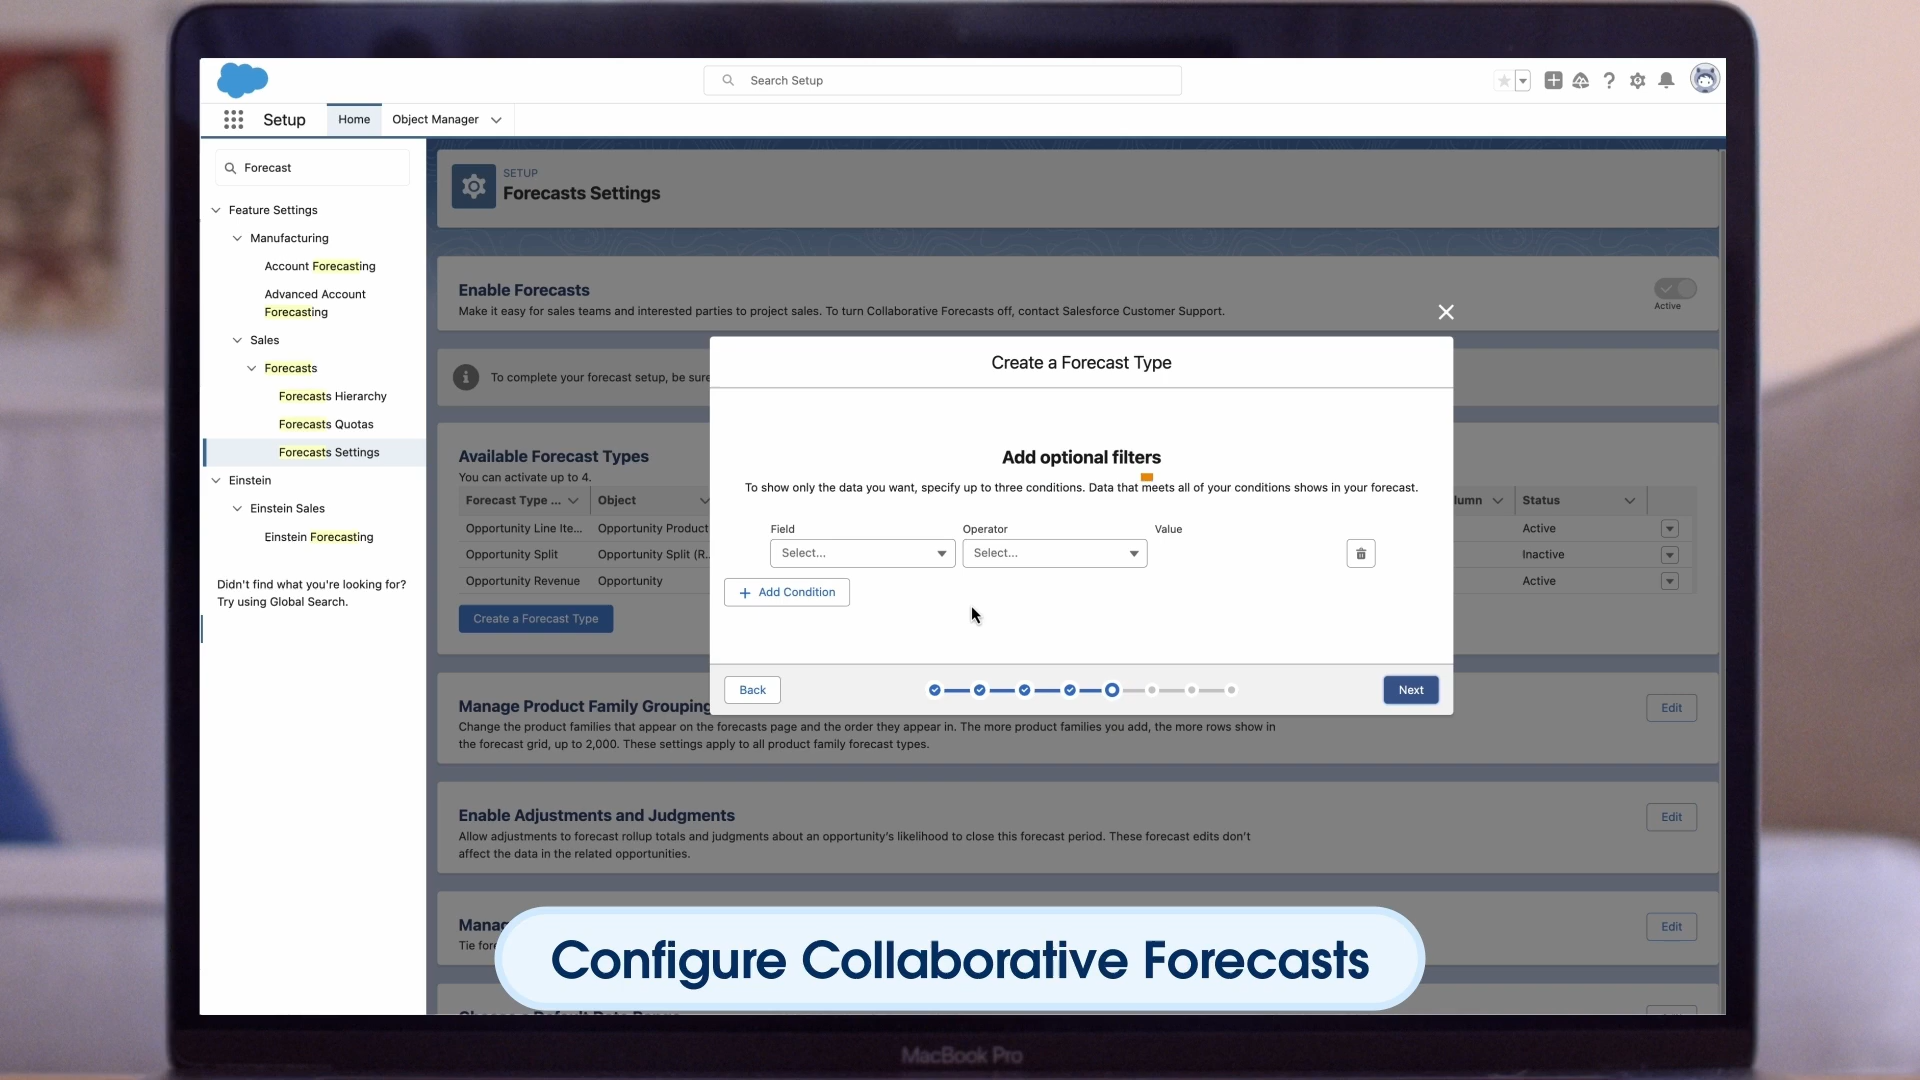 Search Setup
Setup
Home
Object Manager
Forecast
Feature Settings
Manufacturing
Account Forecasting
Advanced Account
Forecasting
Sales
Forecasts
Forecasts Hierarchy
Forecasts Quotas
Forecasts Settings
Einstein
Einstein Sales
Einstein Forecasting
Didn't find what you're looking for?
Try using Global Search.
SETUP
Forecasts Settings
Enable Forecasts
Make it easy for sales teams and interested parties to project sales. To turn Collaborative Forecasts off, contact Salesforce Customer Support.
Active
To complete your forecast setup, be sure
Available Forecast Types
You can activate up to 4.
Forecast Type ... Object lumn Status
Opportunity Line Ite... Opportunity Product Active
Opportunity Split Opportunity Split (R... Inactive
Opportunity Revenue Opportunity Active
Create a Forecast Type
Create a Forecast Type
Add optional filters
To show only the data you want, specify up to three conditions. Data that meets all of your conditions shows in your forecast.
Field Operator Value
Select... Select...
Add Condition
Back
Next
Manage Product Family Grouping
Edit
Change the product families that appear on the forecasts page and the order they appear in. The more product families you add, the more rows show in
the forecast grid, up to 2,000. These settings apply to all product family forecast types.
Enable Adjustments and Judgments
Edit
Allow adjustments to forecast rollup totals and judgments about an opportunity's likelihood to close this forecast period. These forecast edits don't
affect the data in the related opportunities.
Edit
Tie
Configure Collaborative Forecasts
MacBook Pro